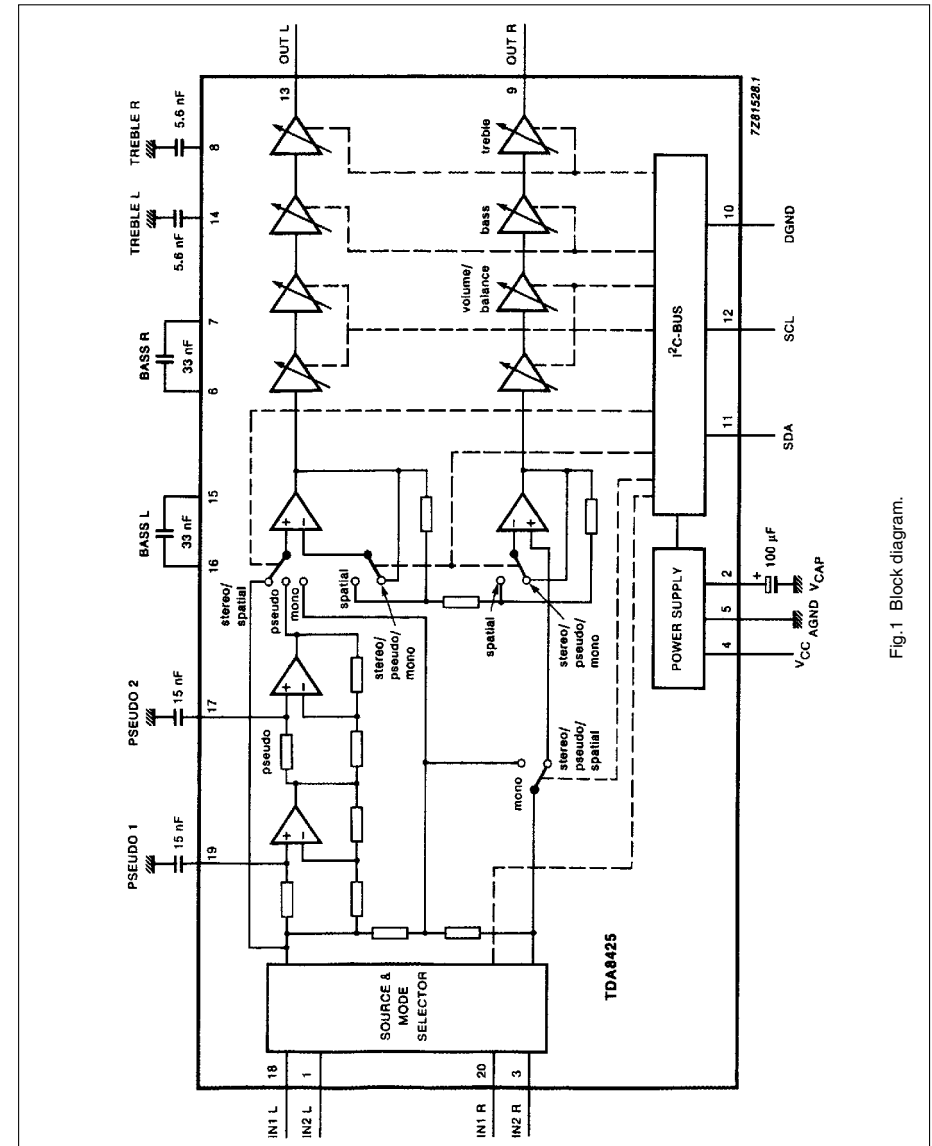 PSEUDO 1
15 nF
19
PSEUDO 2
15 nF
17
BASS L
33 nF
16
15
BASS R
33 nF
6
7
TREBLE L
5.6 nF
14
TREBLE R
5.6 nF
8
IN1 L
18
IN2 L
1
IN1 R
20
IN2 R
3
SOURCE &
MODE
SELECTOR
pseudo
stereo/
spatial
pseudo
mono
spatial
stereo/
pseudo/
mono
spatial
stereo/
pseudo/
mono
mono
stereo/
pseudo/
spatial
+
-
+
-
+
-
-
+
volume/
balance
bass
treble
13
OUT L
9
OUT R
TDA8425
POWER SUPPLY
I²C-BUS
4
5
2
11
12
10
VCC
AGND
+
100 µF
VCAP
SDA
SCL
DGND
7Z81528.1
Fig.1 Block diagram.